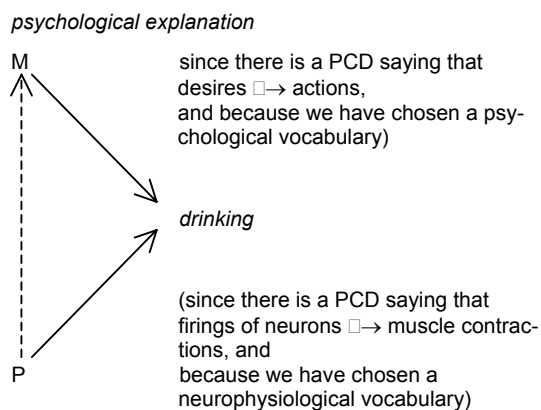 psychological explanation
M
since there is a PCD saying that
desires □→ actions,
and because we have chosen a psy-
chological vocabulary)
drinking
(since there is a PCD saying that
firings of neurons □→ muscle contrac-
tions, and
P
because we have chosen a
neurophysiological vocabulary)